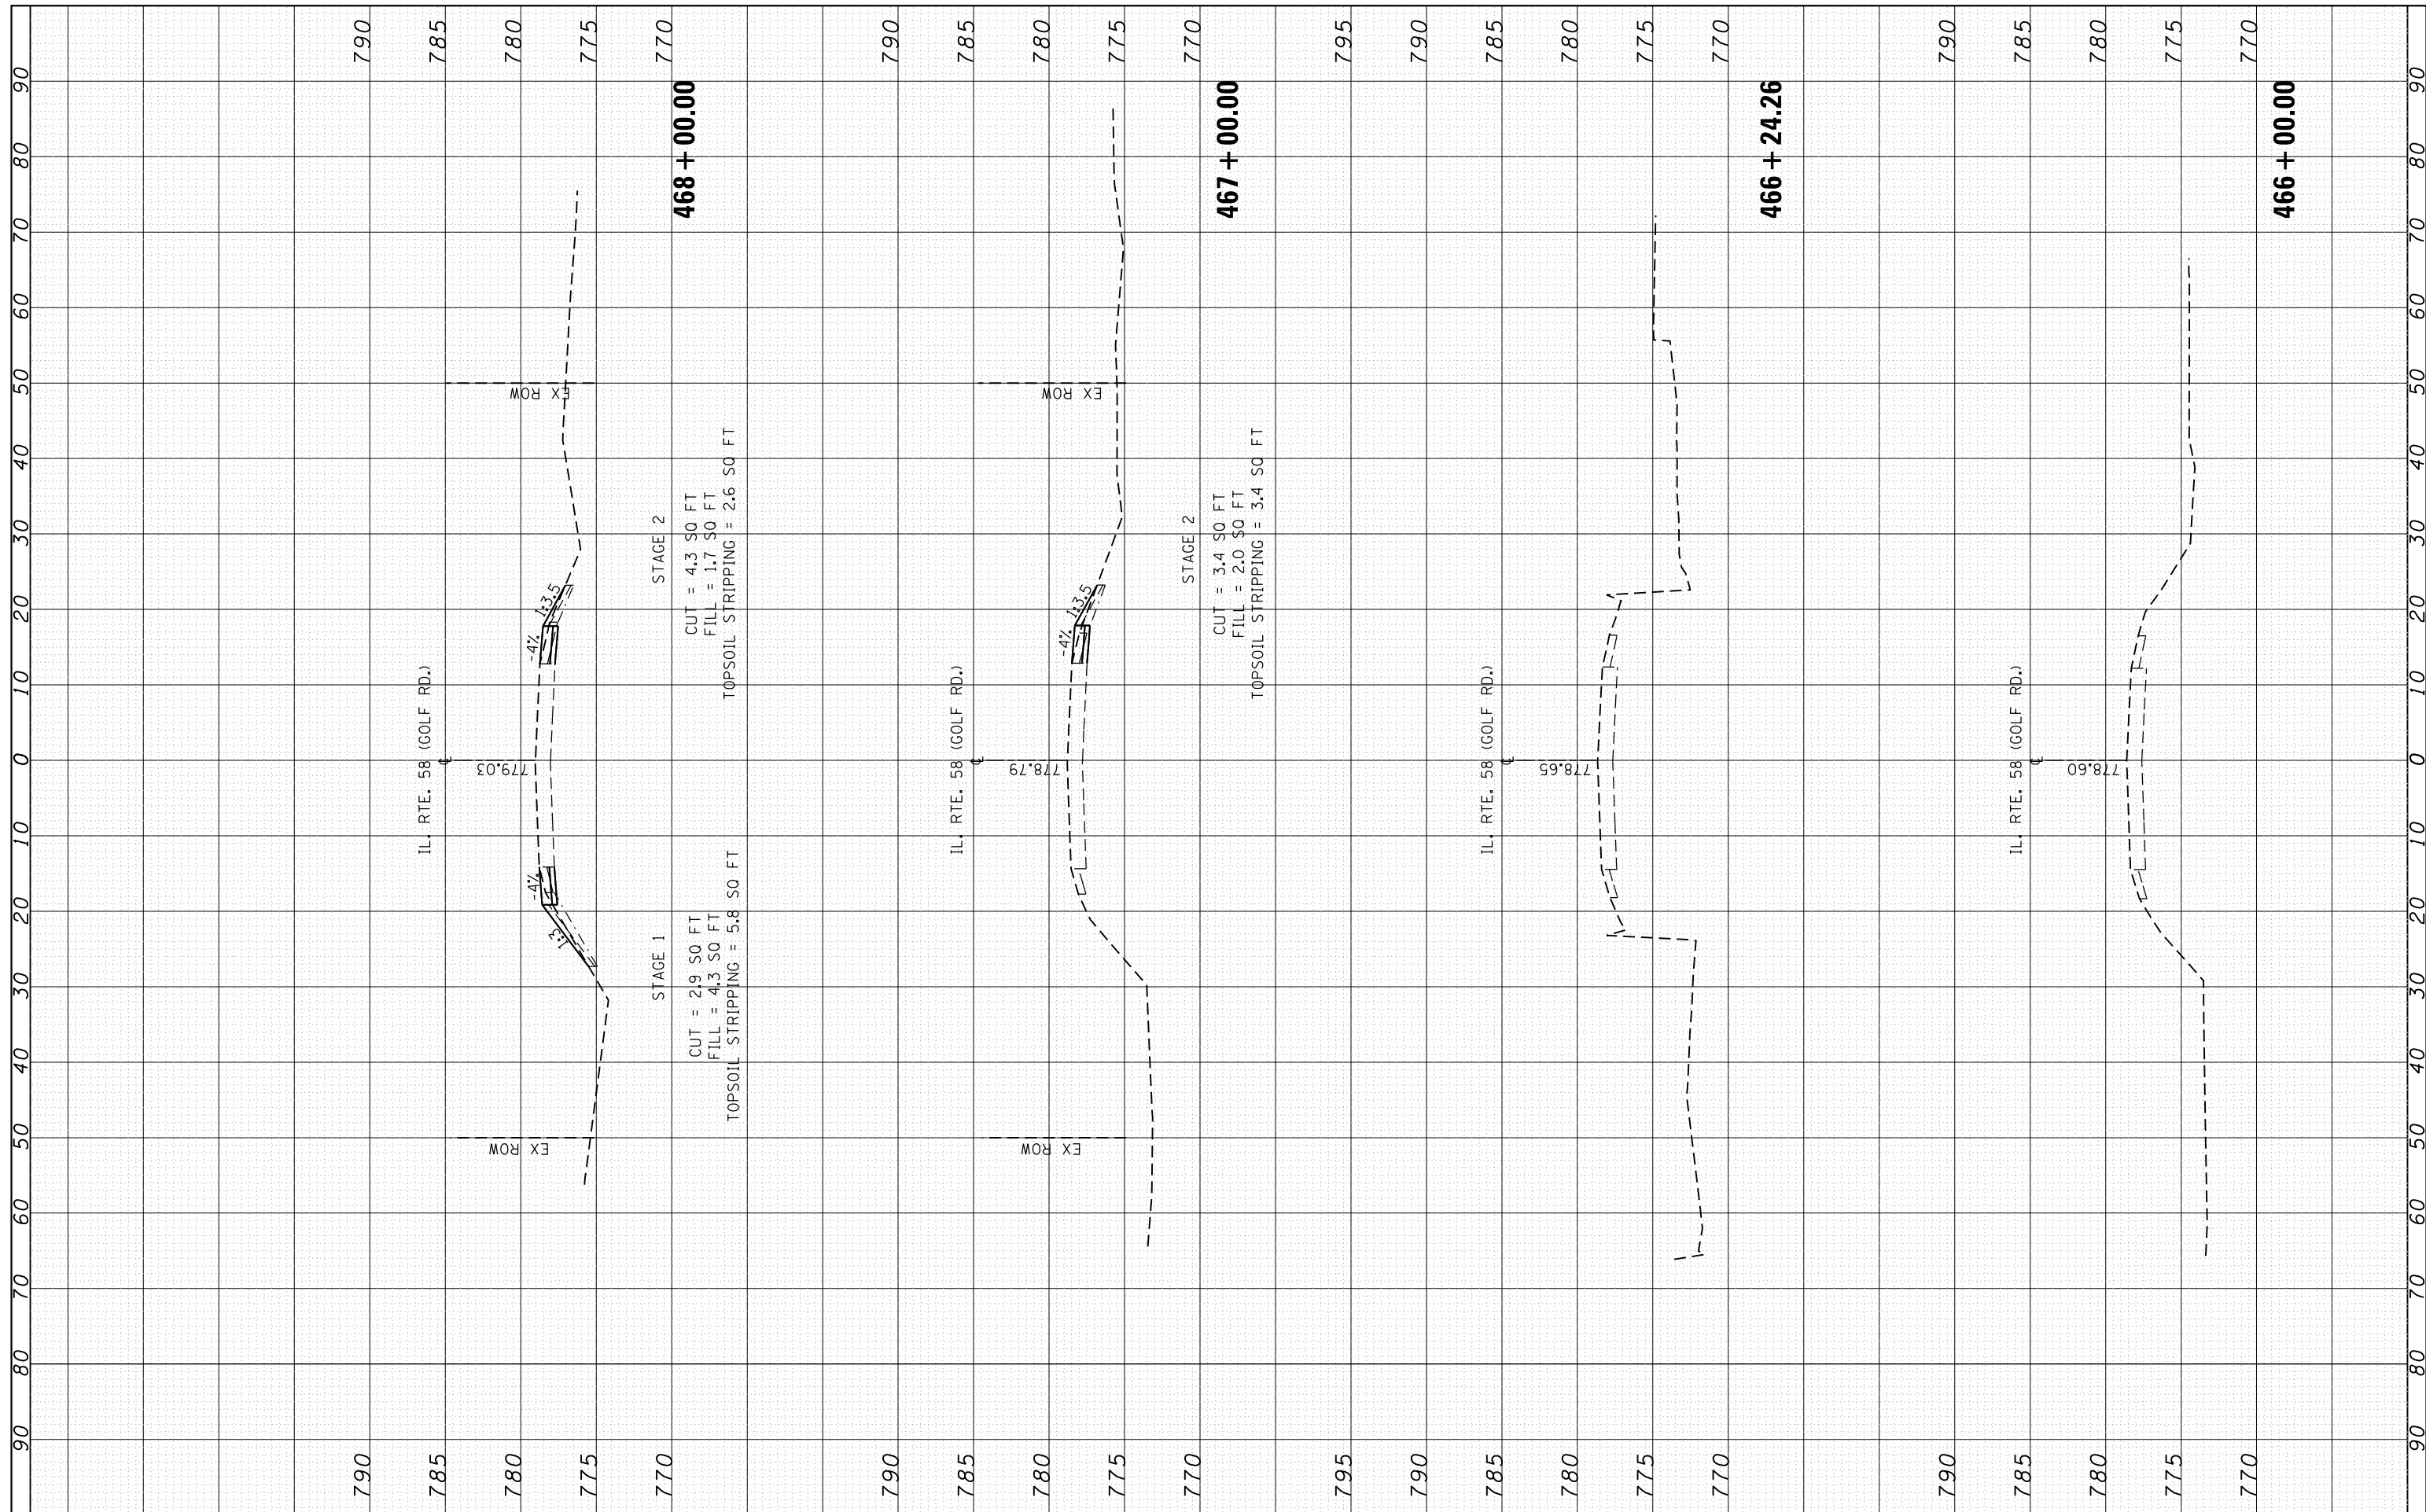 90 80 70 60 50 40 30 20 10 0 10 20 30 40 50 60 70 80 90
790
785
780
775
770
790
785
780
775
770
IL. RTE. 58 (GOLF RD.)
℄
779.03
EX ROW
EX ROW
-4%
1:3
-4%
1:3.5
STAGE 1
CUT = 2.9 SQ FT
FILL = 4.3 SQ FT
TOPSOIL STRIPPING = 5.8 SQ FT
STAGE 2
CUT = 4.3 SQ FT
FILL = 1.7 SQ FT
TOPSOIL STRIPPING = 2.6 SQ FT
468+00.00
790
785
780
775
770
790
785
780
775
770
IL. RTE. 58 (GOLF RD.)
℄
778.79
EX ROW
EX ROW
-4%
1:3.5
STAGE 2
CUT = 3.4 SQ FT
FILL = 2.0 SQ FT
TOPSOIL STRIPPING = 3.4 SQ FT
467+00.00
795
790
785
780
775
770
795
790
785
780
775
770
IL. RTE. 58 (GOLF RD.)
℄
778.65
466+24.26
790
785
780
775
770
790
785
780
775
770
IL. RTE. 58 (GOLF RD.)
℄
778.60
466+00.00
90 80 70 60 50 40 30 20 10 0 10 20 30 40 50 60 70 80 90